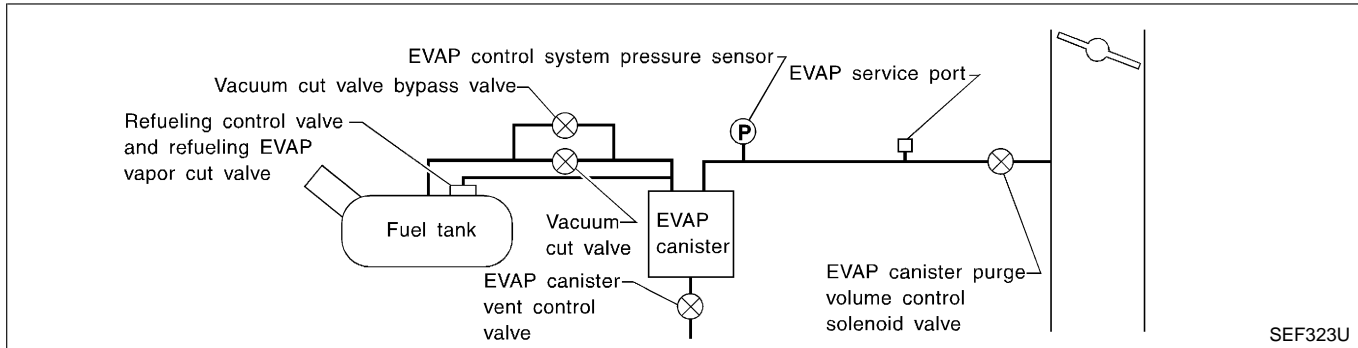 EVAP control system pressure sensor
EVAP service port
Vacuum cut valve bypass valve
Refueling control valve
and refueling EVAP
vapor cut valve
P
Fuel tank
Vacuum
cut valve
EVAP
canister
EVAP canister
vent control
valve
EVAP canister purge
volume control
solenoid valve
SEF323U